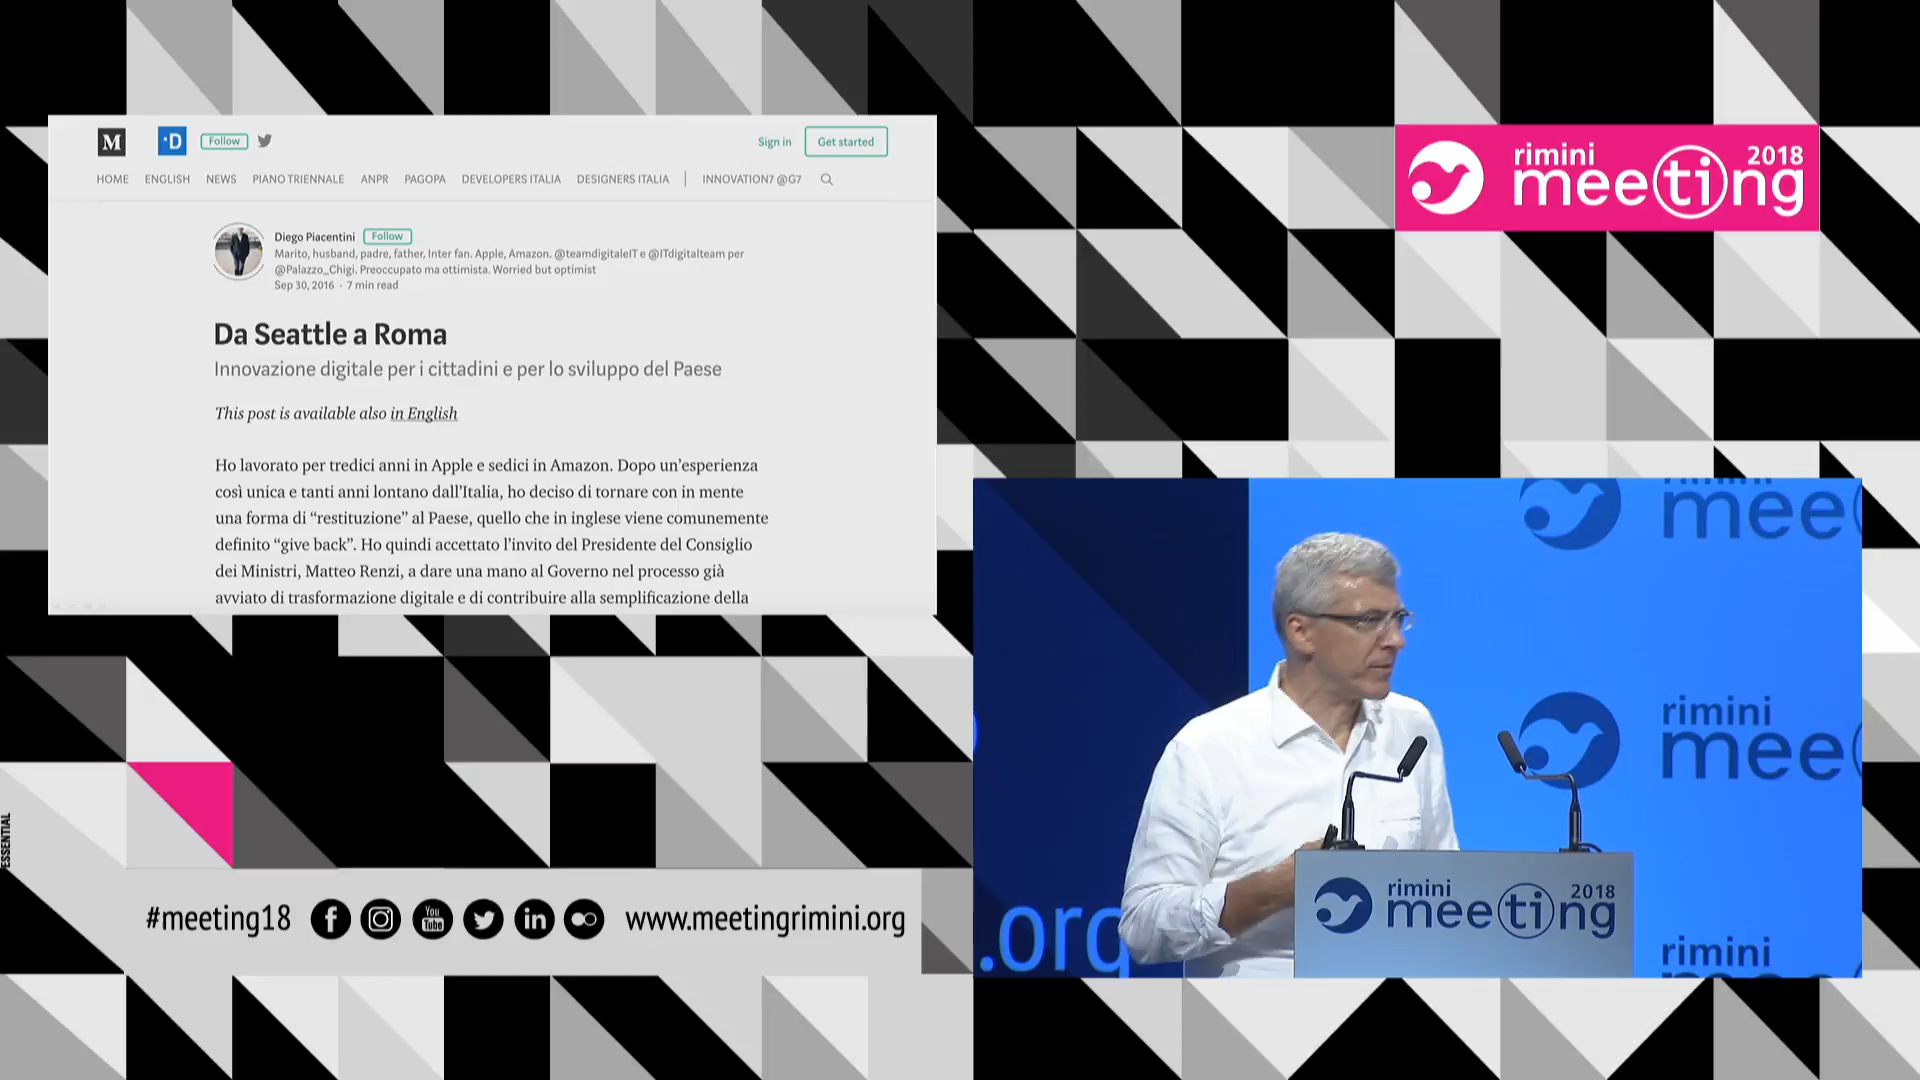 M
·D
Follow
Sign in
Get started
HOME ENGLISH NEWS PIANO TRIENNALE ANPR PAGOPA DEVELOPERS ITALIA DESIGNERS ITALIA INNOVATION7 @G7
Diego Piacentini Follow
Marito, husband, padre, father, Inter fan. Apple, Amazon. @teamdigitaleIT e @ITdigitalteam per
@Palazzo_Chigi. Preoccupato ma ottimista. Worried but optimist
Sep 30, 2016 · 7 min read
Da Seattle a Roma
Innovazione digitale per i cittadini e per lo sviluppo del Paese
This post is available also in English
Ho lavorato per tredici anni in Apple e sedici in Amazon. Dopo un’esperienza
così unica e tanti anni lontano dall’Italia, ho deciso di tornare con in mente
una forma di “restituzione” al Paese, quello che in inglese viene comunemente
definito “give back”. Ho quindi accettato l’invito del Presidente del Consiglio
dei Ministri, Matteo Renzi, a dare una mano al Governo nel processo già
avviato di trasformazione digitale e di contribuire alla semplificazione della
rimini 2018
meeting
mee
rimini
mee
rimini 2018
meeting
rimini
.org
ESSENTIAL
#meeting18
f
You
Tube
in
www.meetingrimini.org